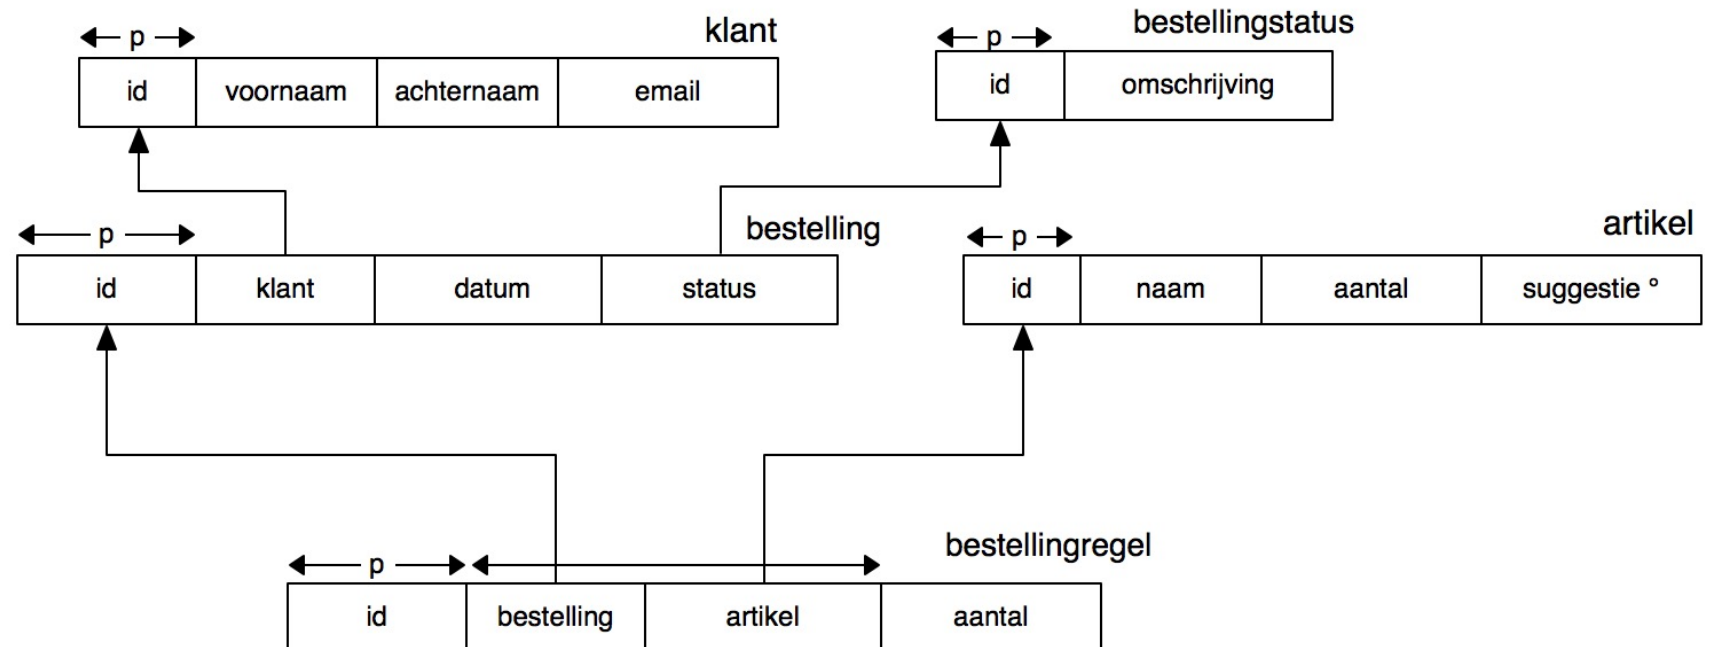 klant
p
id voornaam achternaam email
bestellingstatus
p
id omschrijving
bestelling
p
id klant datum status
artikel
p
id naam aantal suggestie °
bestellingregel
p
id bestelling artikel aantal